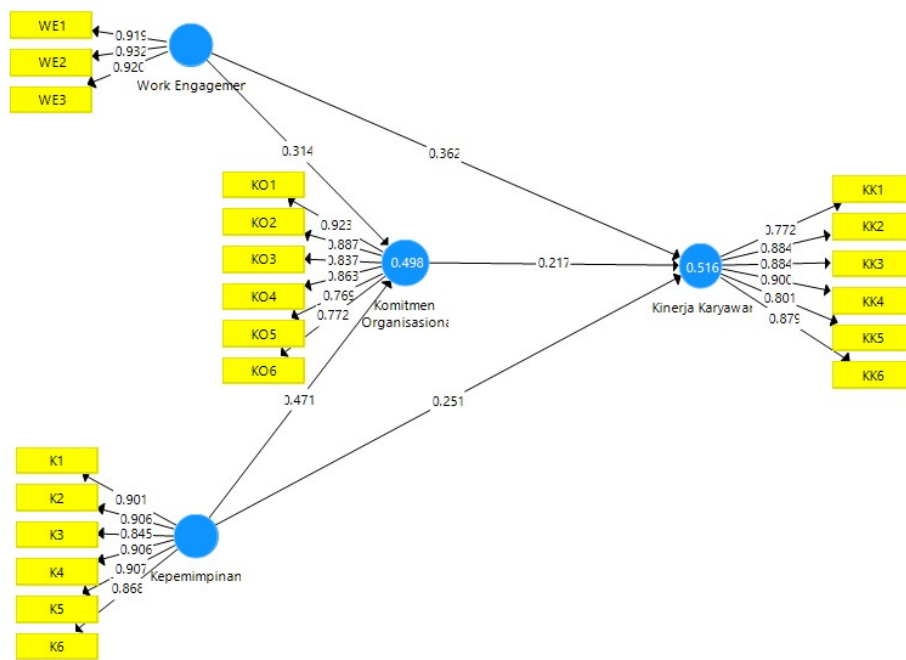 WE1
WE2
WE3
0.919
0.932
0.920
Work Engagemer
0.314
0.362
KO1
KO2
KO3
KO4
KO5
KO6
0.923
0.887
0.837
0.863
0.769
0.772
0.498
Komitmen
Organisasiona
0.217
0.516
Kinerja Karyawar
KK1
KK2
KK3
KK4
KK5
KK6
0.772
0.884
0.884
0.900
0.801
0.879
0.471
0.251
K1
K2
K3
K4
K5
K6
0.901
0.906
0.845
0.906
0.907
0.868
Kepemimpinan